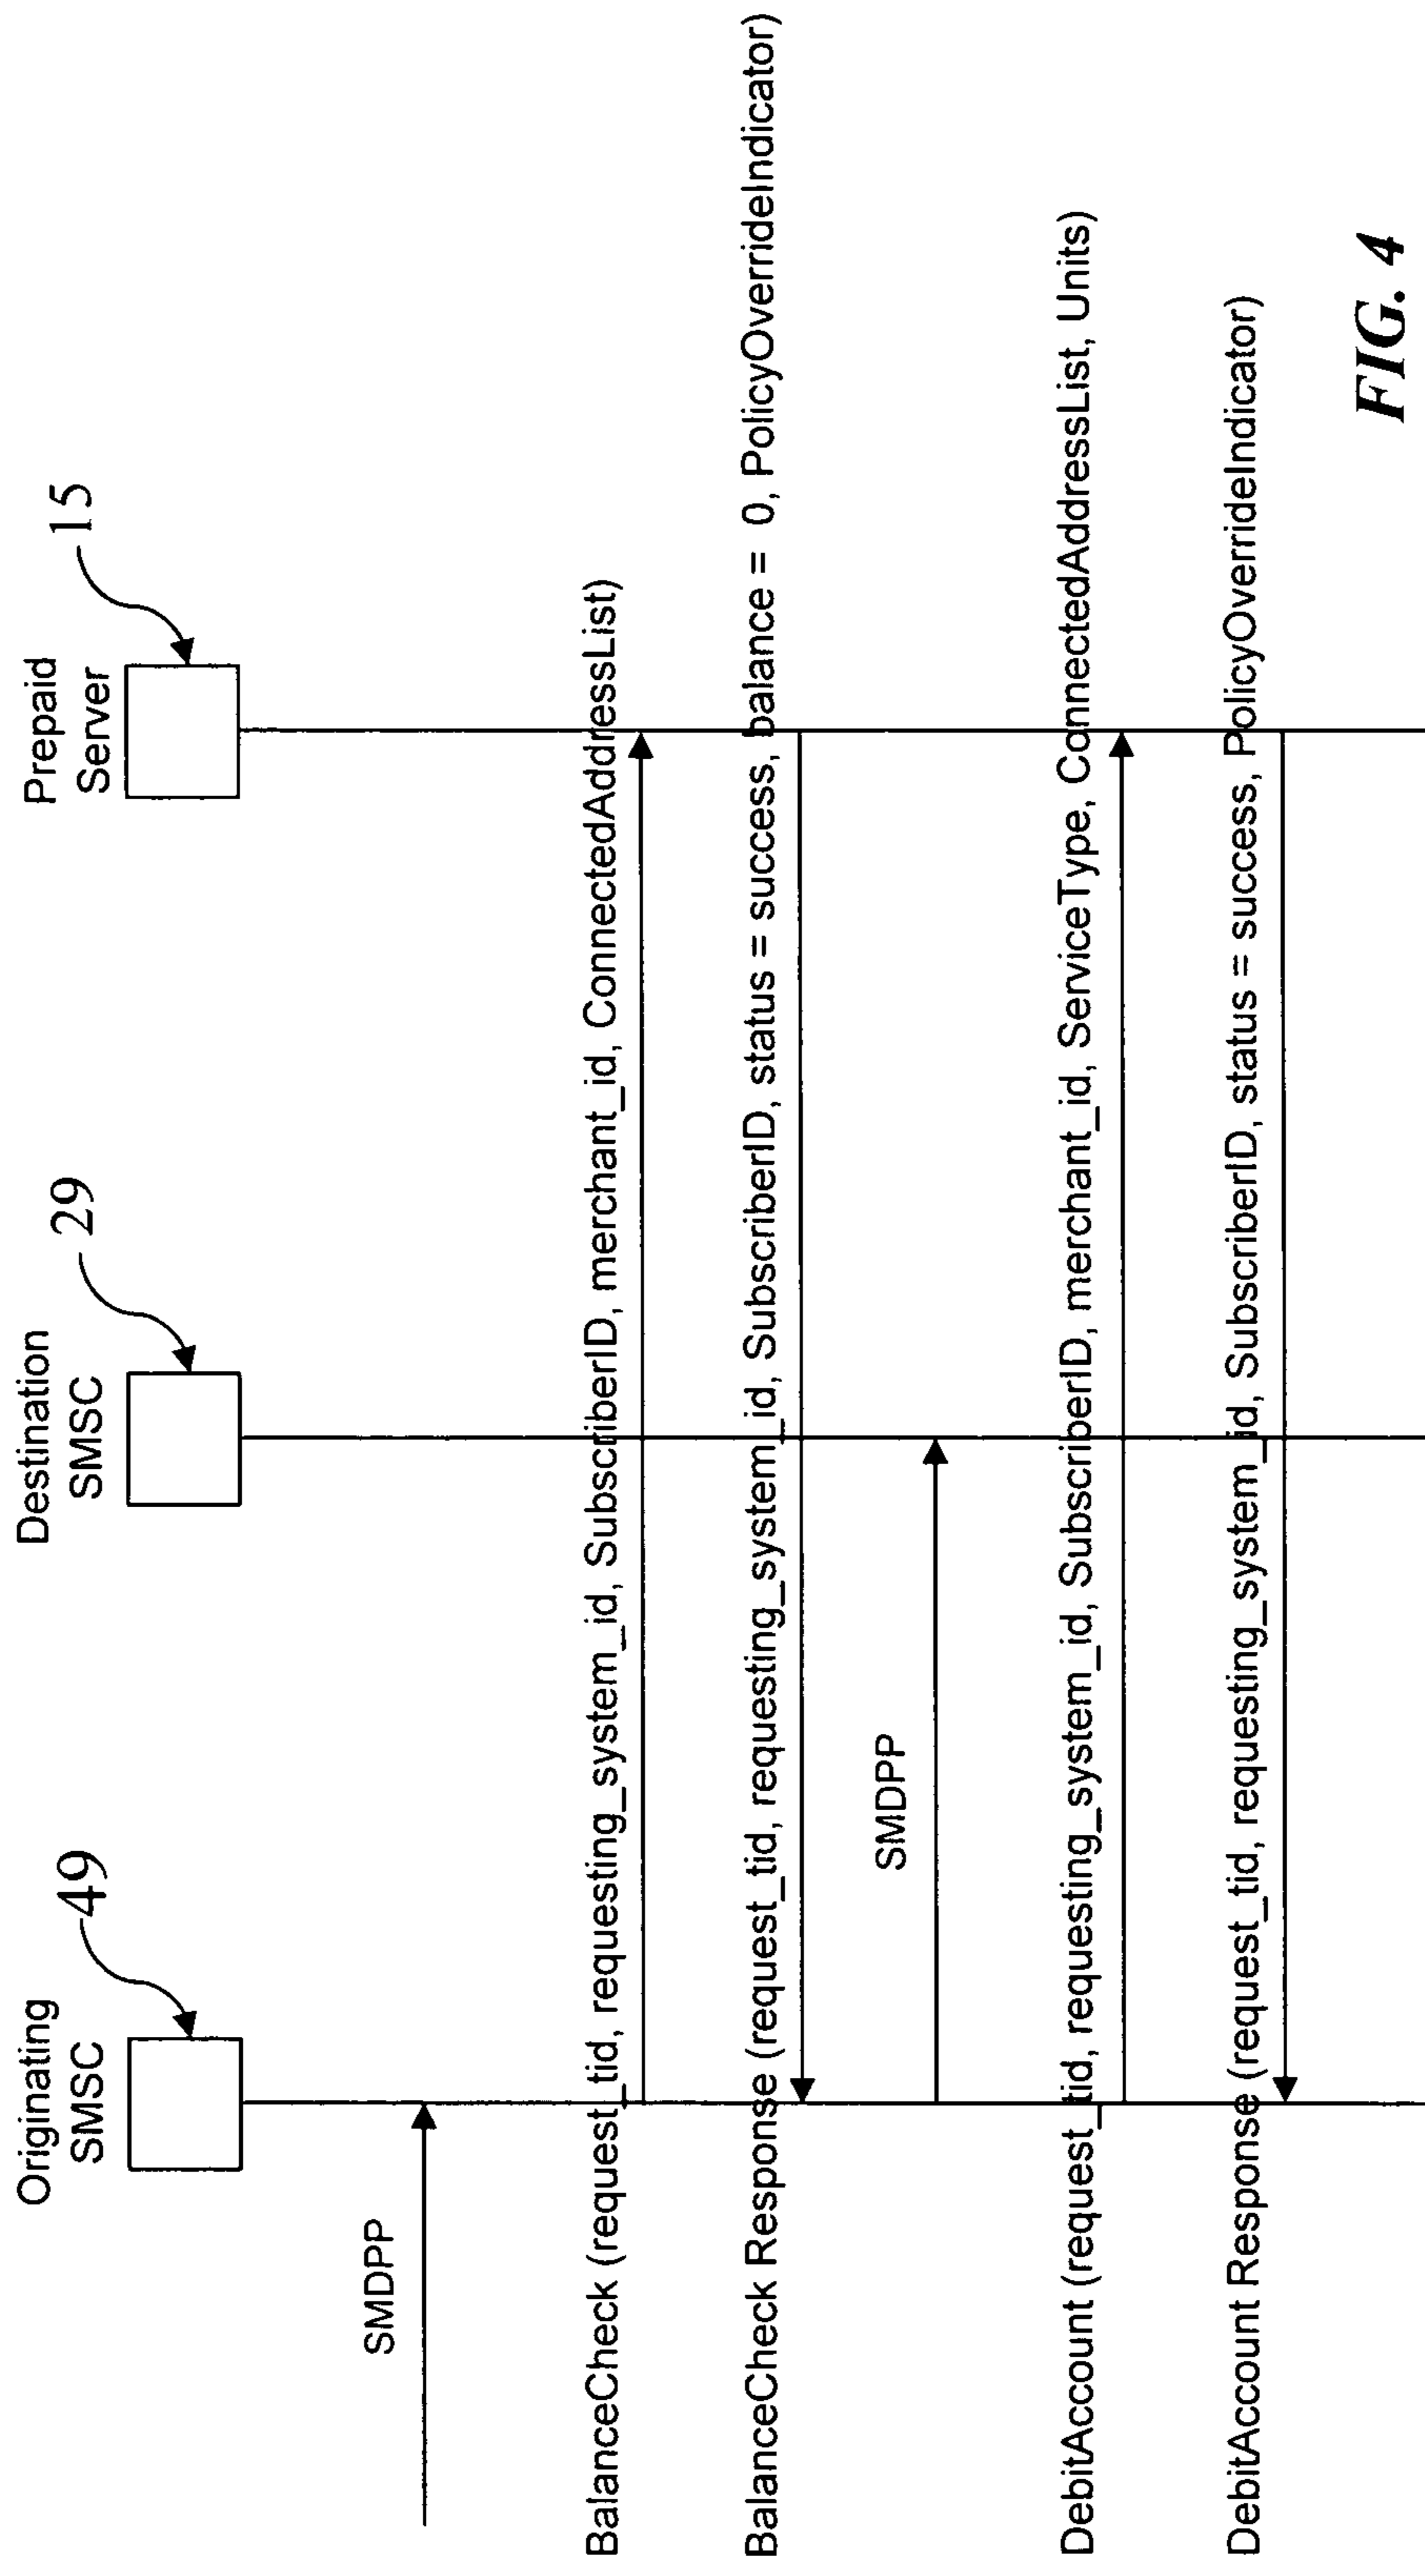 Originating
SMSC
49
Destination
SMSC
29
Prepaid
Server
15
SMDPP
BalanceCheck (request_tid, requesting_system_id, SubscriberID, merchant_id, ConnectedAddressList)
BalanceCheck Response (request_tid, requesting_system_id, SubscriberID, status = success, balance = 0, PolicyOverrideIndicator)
SMDPP
DebitAccount (request_tid, requesting_system_id, SubscriberID, merchant_id, ServiceType, ConnectedAddressList, Units)
DebitAccount Response (request_tid, requesting_system_id, SubscriberID, status = success, PolicyOverrideIndicator)
FIG. 4